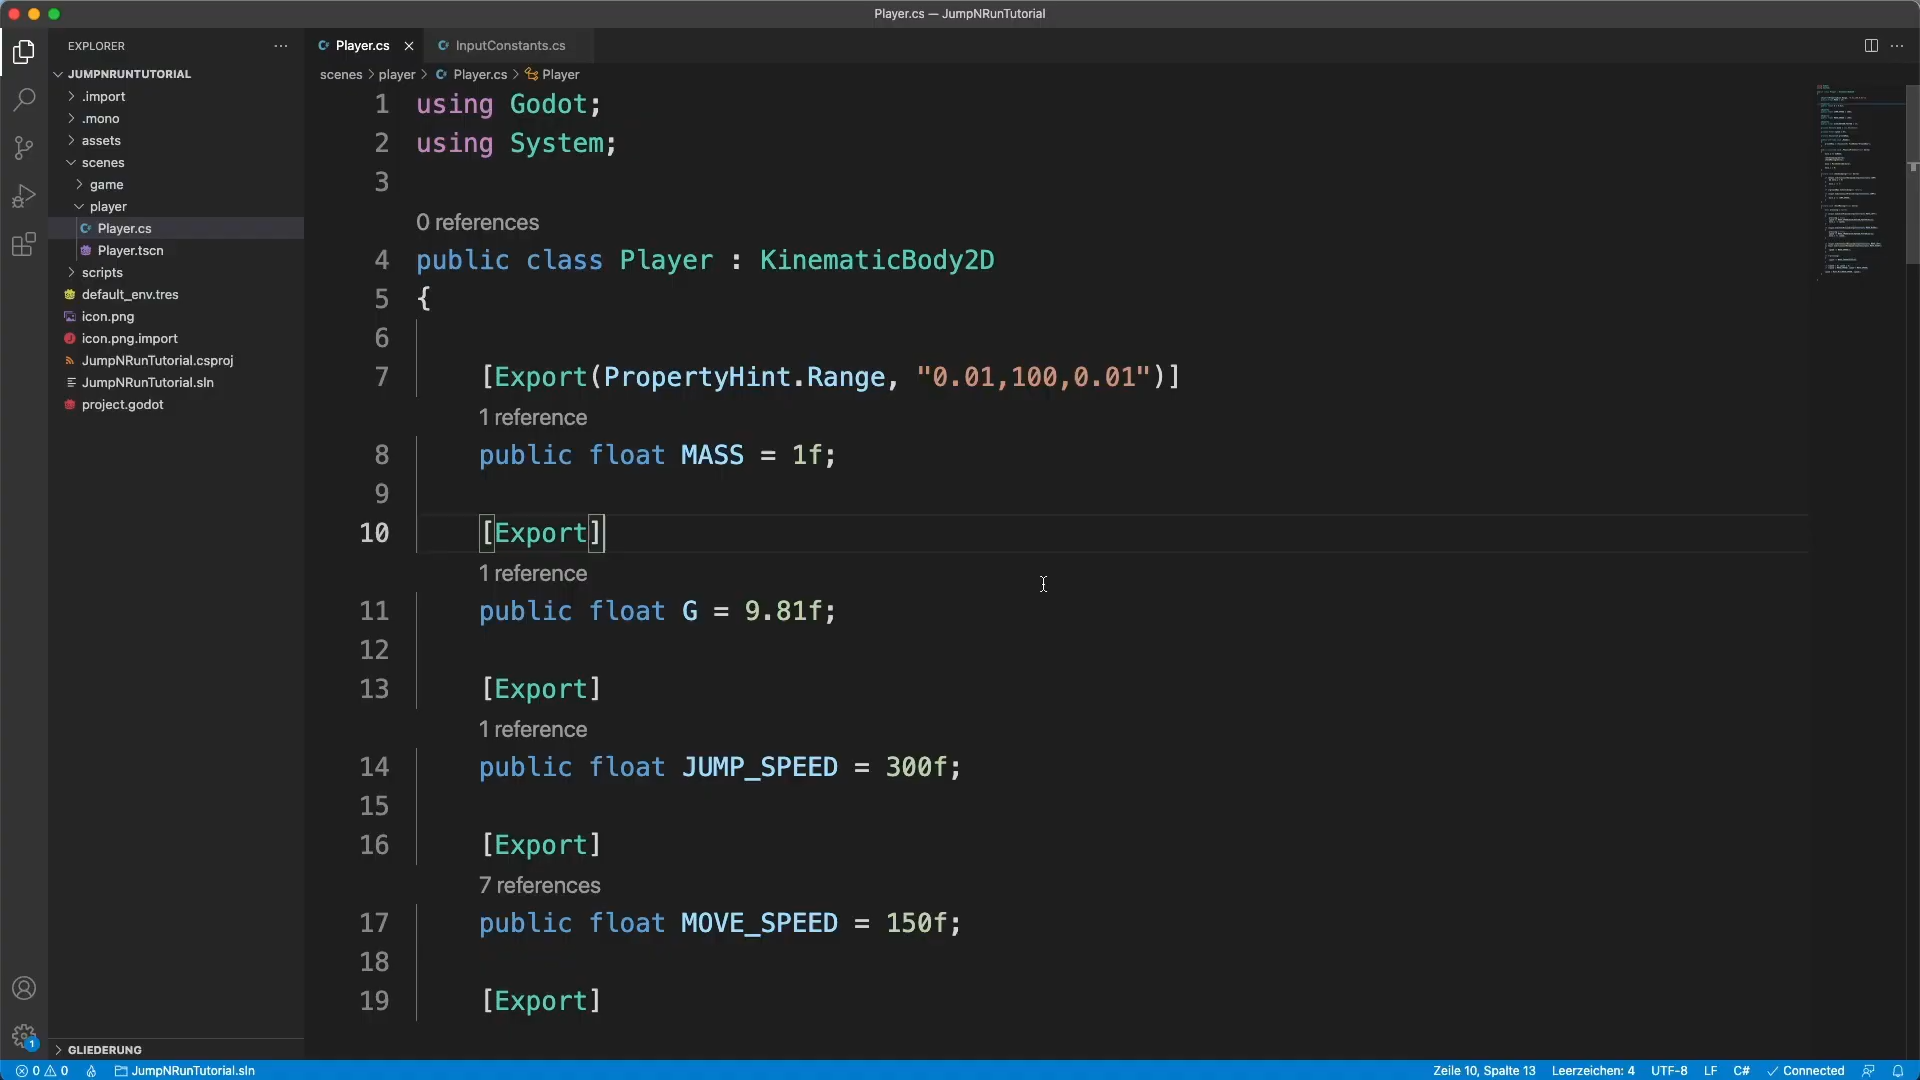 Player.cs — JumpNRunTutorial
EXPLORER
JUMPNRUNTUTORIAL
.import
.mono
assets
scenes
game
player
Player.cs
Player.tscn
scripts
default_env.tres
icon.png
icon.png.import
JumpNRunTutorial.csproj
JumpNRunTutorial.sln
project.godot
GLIEDERUNG
Player.cs
InputConstants.cs
scenes > player > Player.cs > Player
1 using Godot;
2 using System;
3
0 references
4 public class Player : KinematicBody2D
5 {
6
7 [Export(PropertyHint.Range, "0.01,100,0.01")]
1 reference
8 public float MASS = 1f;
9
10 [Export]
1 reference
11 public float G = 9.81f;
12
13 [Export]
1 reference
14 public float JUMP_SPEED = 300f;
15
16 [Export]
7 references
17 public float MOVE_SPEED = 150f;
18
19 [Export]
1
0 0 JumpNRunTutorial.sln
Zeile 10, Spalte 13 Leerzeichen: 4 UTF-8 LF C# Connected